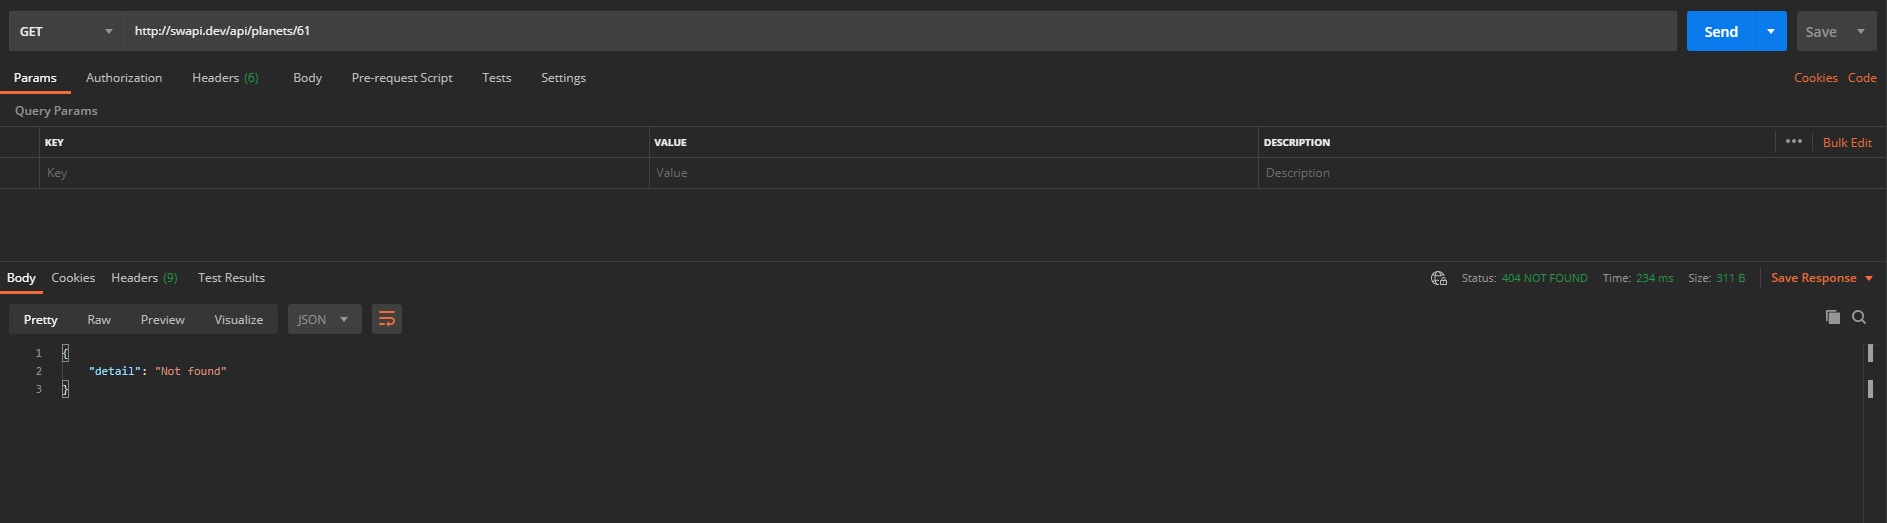 GET http://swapi.dev/api/planets/61 Send Save
Params Authorization Headers (6) Body Pre-request Script Tests Settings Cookies Code
Query Params
KEY VALUE DESCRIPTION ••• Bulk Edit
Key Value Description
Body Cookies Headers (9) Test Results Status: 404 NOT FOUND Time: 234 ms Size: 311 B Save Response
Pretty Raw Preview Visualize JSON
1 {
2 "detail": "Not found"
3 }